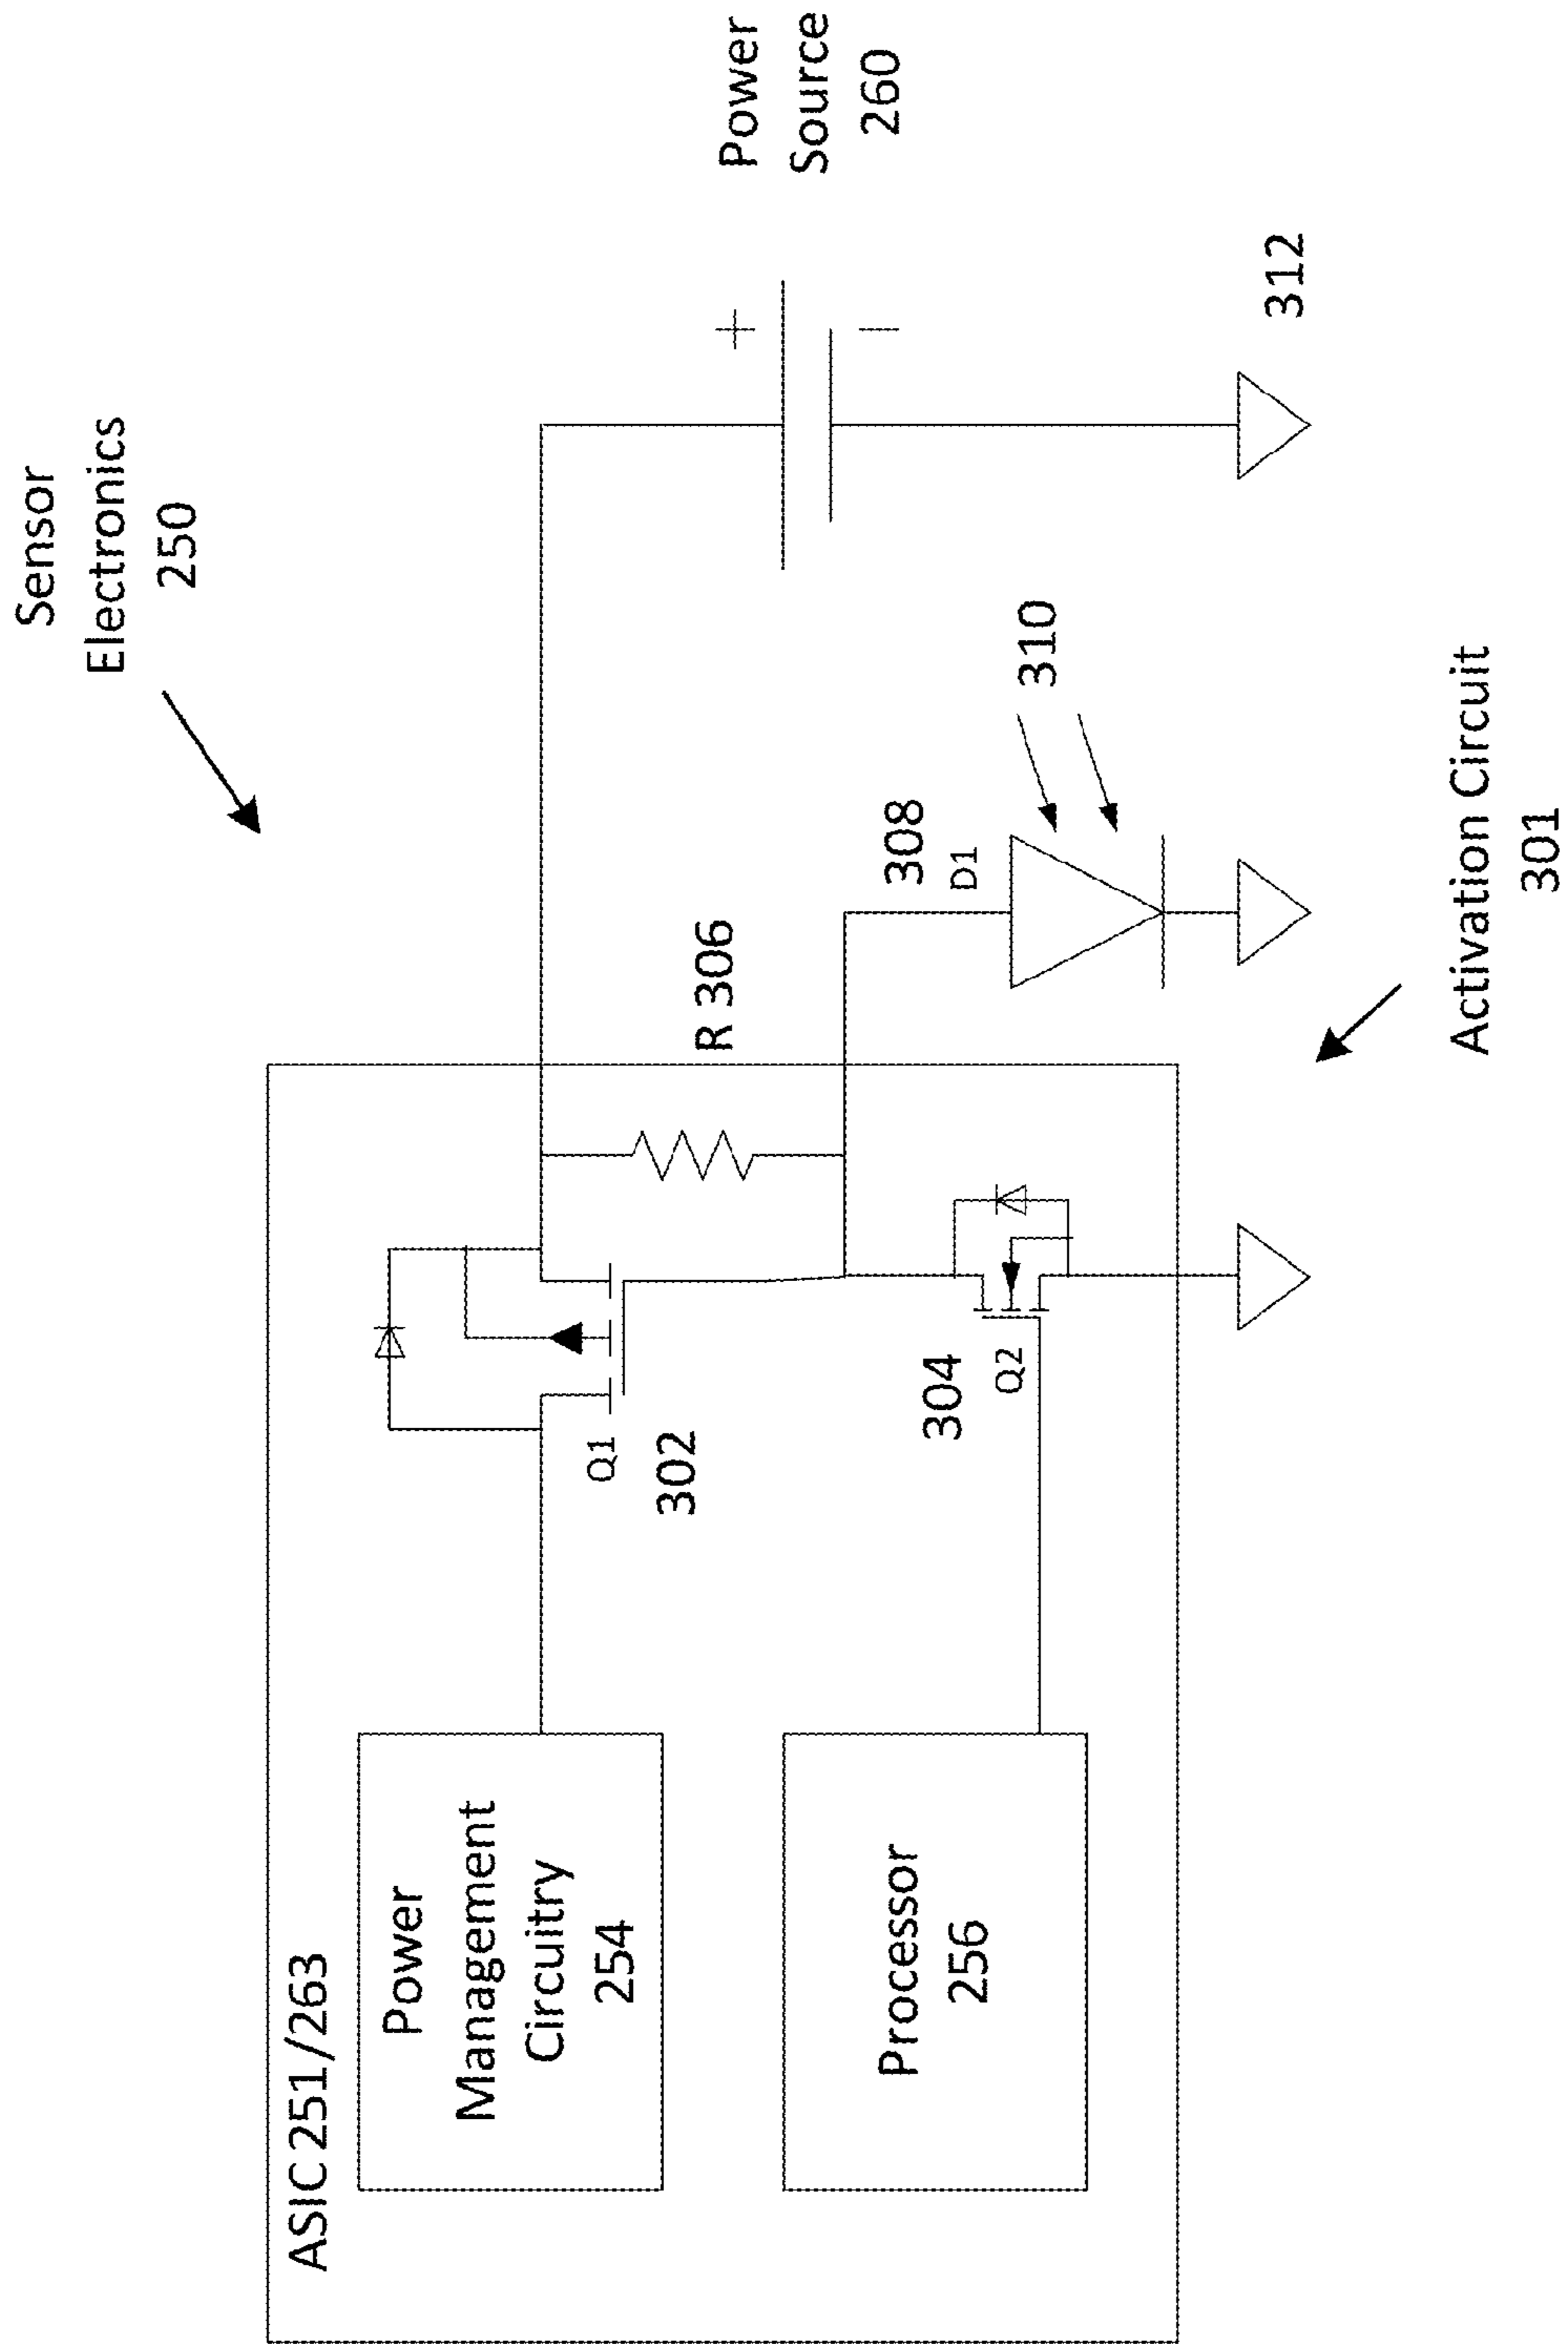 Sensor
Electronics
250
ASIC 251/263
Power
Management
Circuitry
254
Q1
302
R 306
+
−
Power
Source
260
Processor
256
304
Q2
308
D1
310
312
Activation Circuit
301